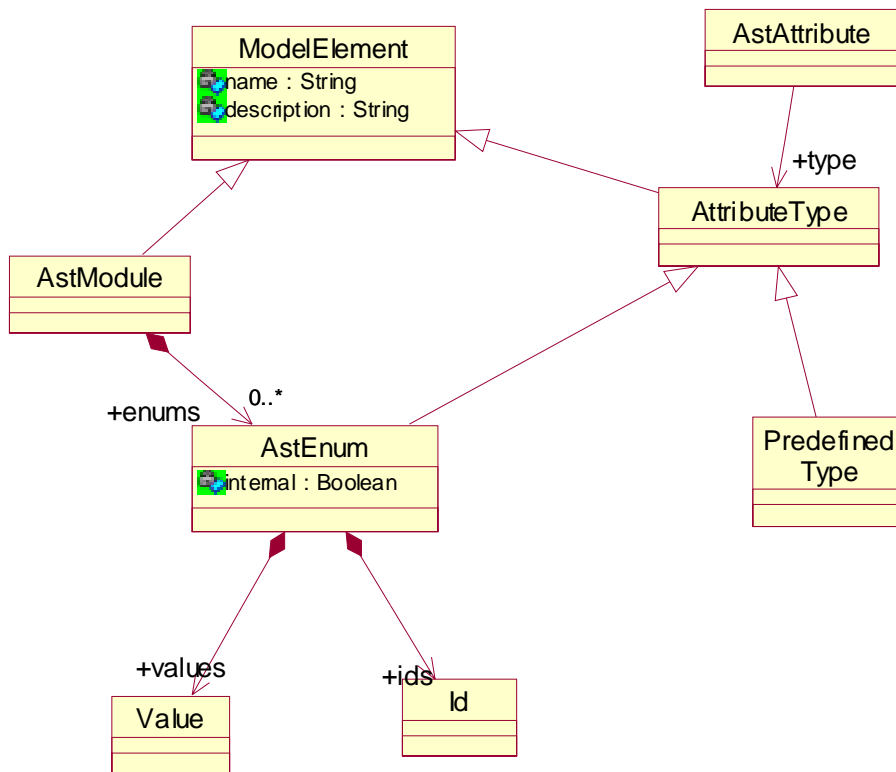 ModelElement
name : String
description : String
AstAttribute
+type
AttributeType
AstModule
+enums
0..*
AstEnum
internal : Boolean
Predefined
Type
+values
+ids
Value
Id